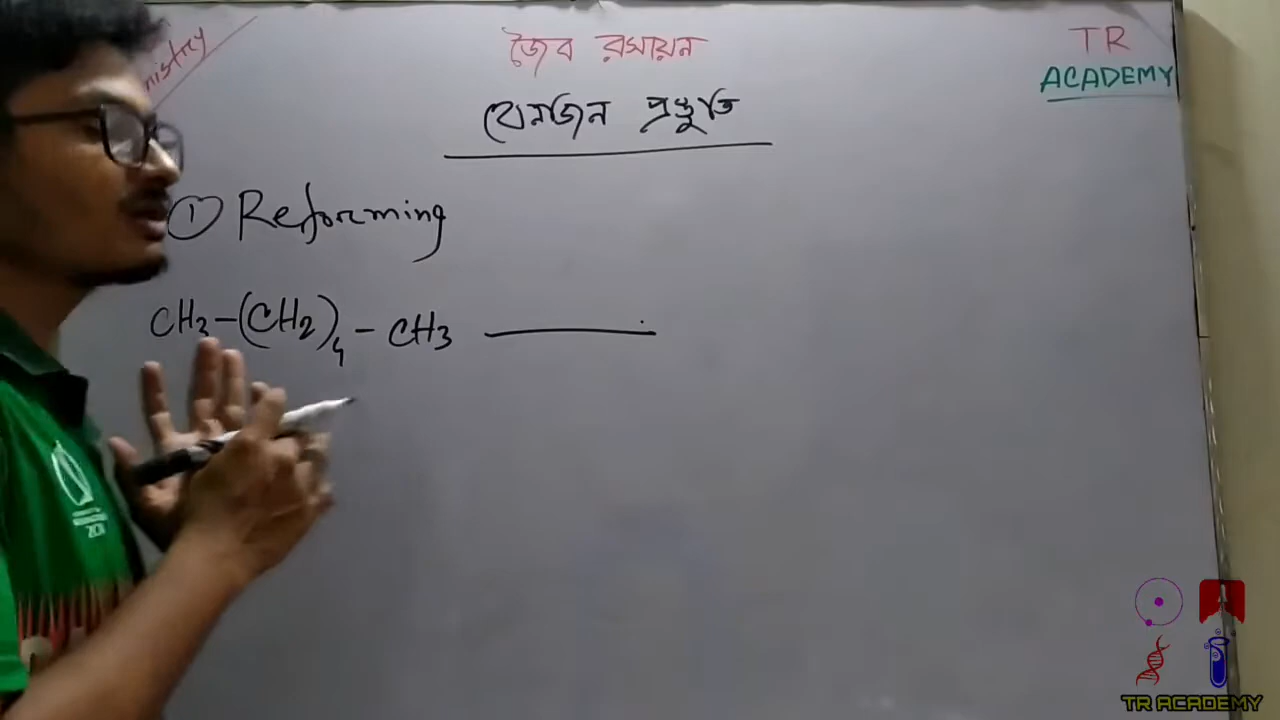 জৈব রসায়ন
TR
ACADEMY
বেনজিন প্রস্তুতি
① Reforming
CH3-(CH2)4-CH3
TR ACADEMY